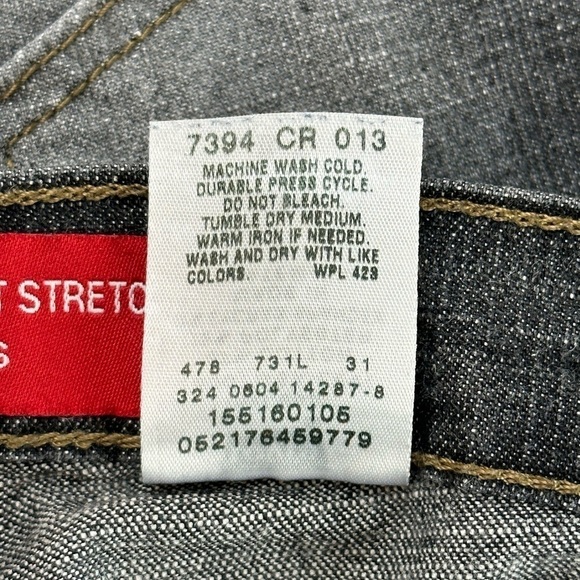 7394 CR 013
MACHINE WASH COLD.
DURABLE PRESS CYCLE.
DO NOT BLEACH.
TUMBLE DRY MEDIUM.
WARM IRON IF NEEDED.
WASH AND DRY WITH LIKE
COLORS WPL 423
T STRETC
S
478 731L 31
324 0604 14287-8
155160105
052176459779